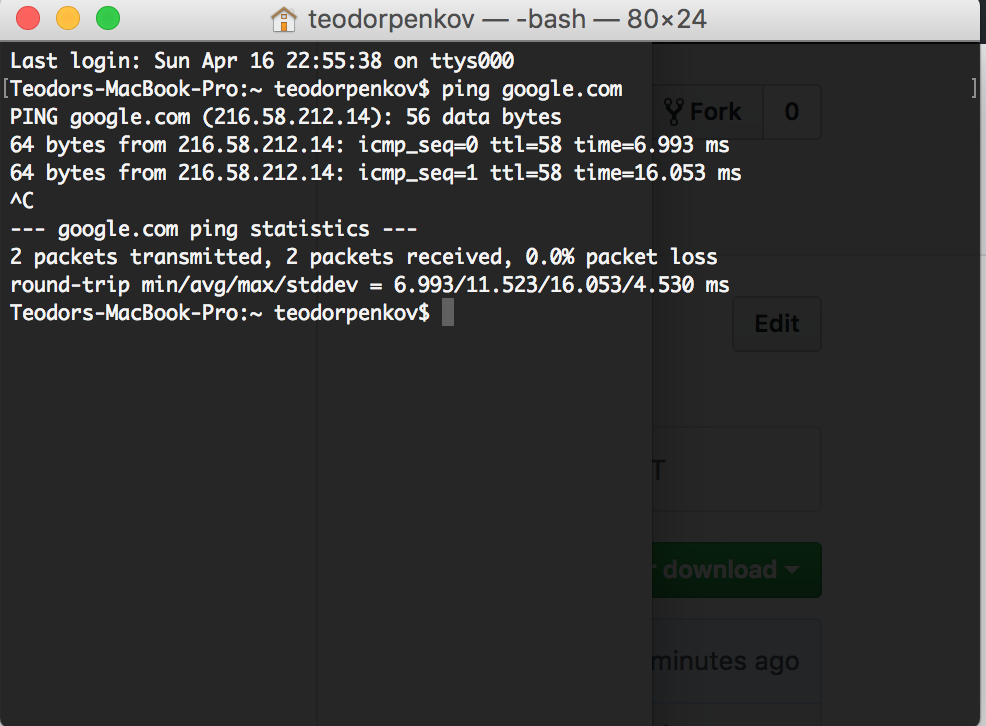 teodorpenkov — -bash — 80×24
Last login: Sun Apr 16 22:55:38 on ttys000
[Teodors-MacBook-Pro:~ teodorpenkov$ ping google.com ]
PING google.com (216.58.212.14): 56 data bytes
64 bytes from 216.58.212.14: icmp_seq=0 ttl=58 time=6.993 ms
64 bytes from 216.58.212.14: icmp_seq=1 ttl=58 time=16.053 ms
^C
--- google.com ping statistics ---
2 packets transmitted, 2 packets received, 0.0% packet loss
round-trip min/avg/max/stddev = 6.993/11.523/16.053/4.530 ms
Teodors-MacBook-Pro:~ teodorpenkov$
Fork 0
Edit
T
download
minutes ago